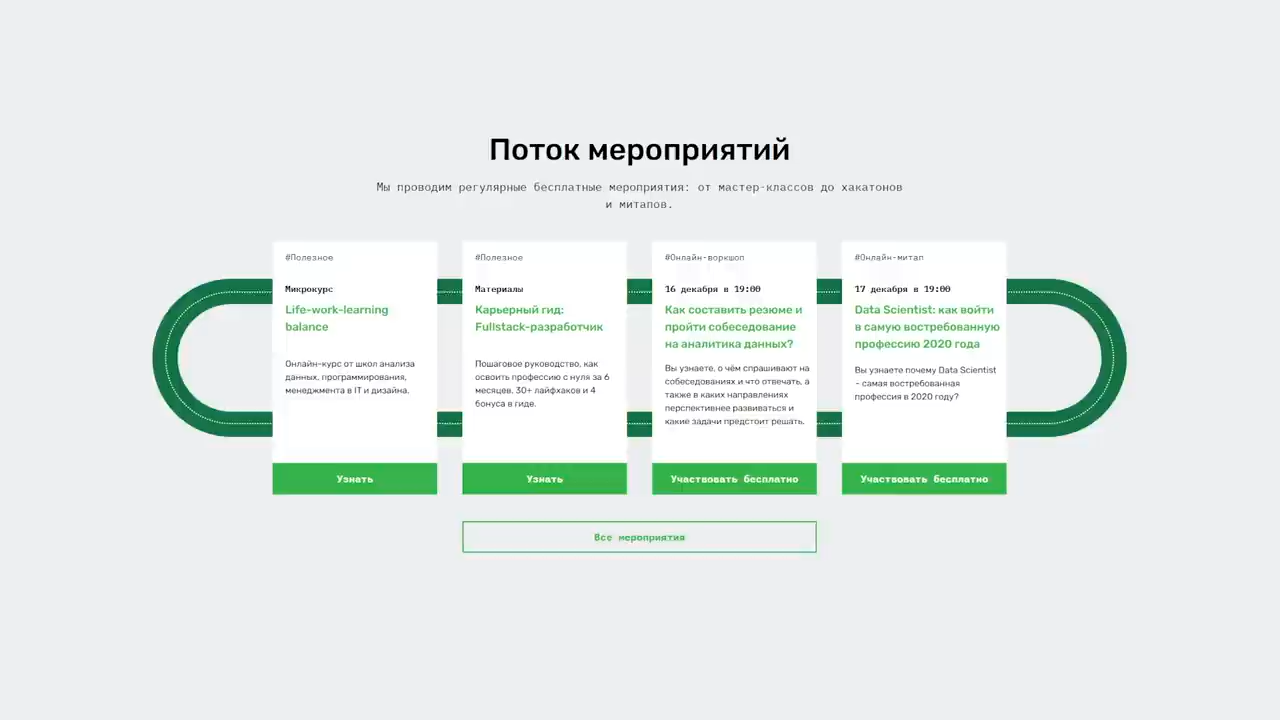 Поток мероприятий
Мы проводим регулярные бесплатные мероприятия: от мастер-классов до хакатонов
и митапов.
#Полезное
Микрокурс
Life-work-learning
balance
Онлайн-курс от школ анализа
данных, программирования,
менеджмента в IT и дизайна.
Узнать
#Полезное
Материалы
Карьерный гид:
Fullstack-разработчик
Пошаговое руководство, как
освоить профессию с нуля за 6
месяцев. 30+ лайфхаков и 4
бонуса в гиде.
Узнать
#Онлайн-воркшоп
16 декабря в 19:00
Как составить резюме и
пройти собеседование
на аналитика данных?
Вы узнаете, о чём спрашивают на
собеседованиях и что отвечать, а
также в каких направлениях
перспективнее развиваться и
какие задачи предстоит решать.
Участвовать бесплатно
#Онлайн-митап
17 декабря в 19:00
Data Scientist: как войти
в самую востребованную
профессию 2020 года
Вы узнаете почему Data Scientist
- самая востребованная
профессия в 2020 году?
Участвовать бесплатно
Все мероприятия